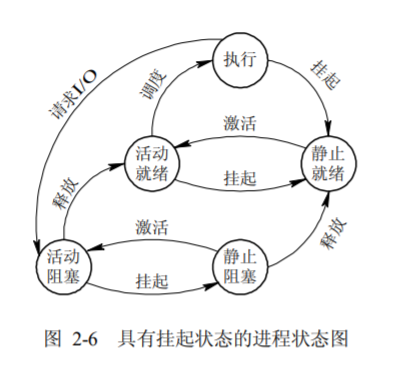 执行
请求I/O
调度
挂起
激活
活动
就绪
静止
就绪
挂起
释放
激活
释放
活动
阻塞
静止
阻塞
挂起
图 2-6 具有挂起状态的进程状态图